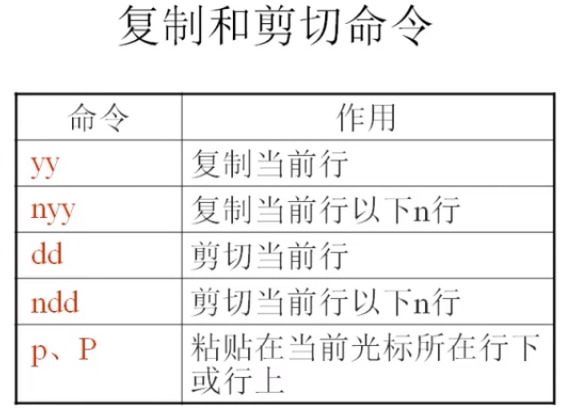 复制和剪切命令
命令 作用
yy 复制当前行
nyy 复制当前行以下n行
dd 剪切当前行
ndd 剪切当前行以下n行
p、P 粘贴在当前光标所在行下
或行上